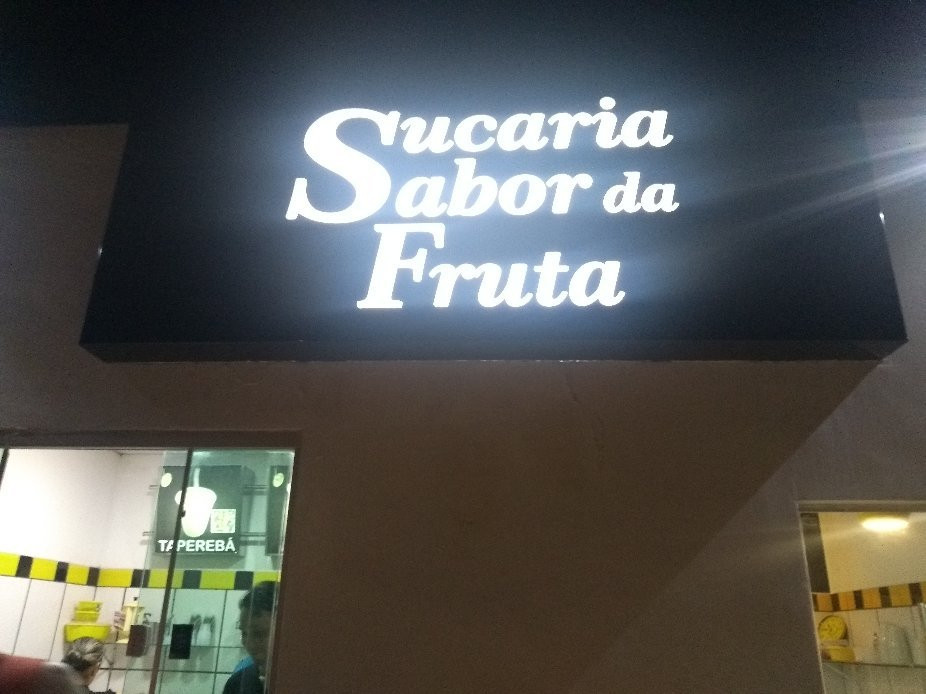 Sucaria
Sabor da
Fruta
TAPEREBÁ